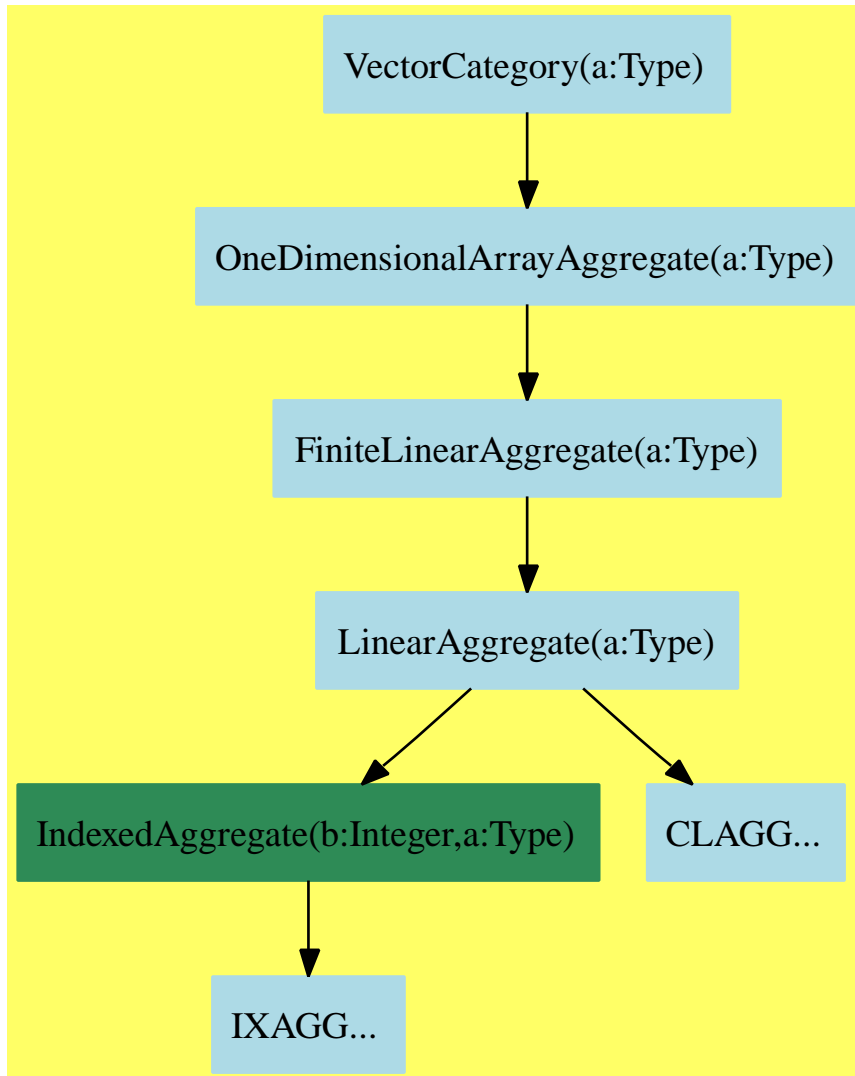 VectorCategory(a:Type)
OneDimensionalArrayAggregate(a:Type)
FiniteLinearAggregate(a:Type)
LinearAggregate(a:Type)
IndexedAggregate(b:Integer,a:Type)
CLAGG...
IXAGG...